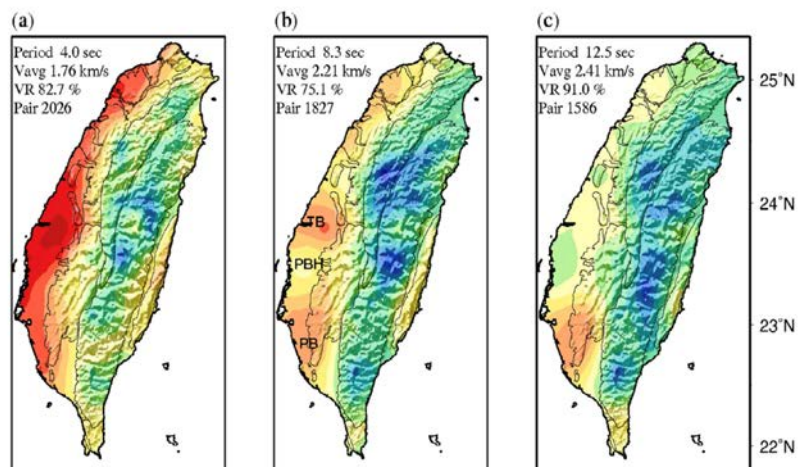 (a)
Period 4.0 sec
Vavg 1.76 km/s
VR 82.7 %
Pair 2026
(b)
Period 8.3 sec
Vavg 2.21 km/s
VR 75.1 %
Pair 1827
TB
PBH
PB
(c)
Period 12.5 sec
Vavg 2.41 km/s
VR 91.0 %
Pair 1586
25°N
24°N
23°N
22°N